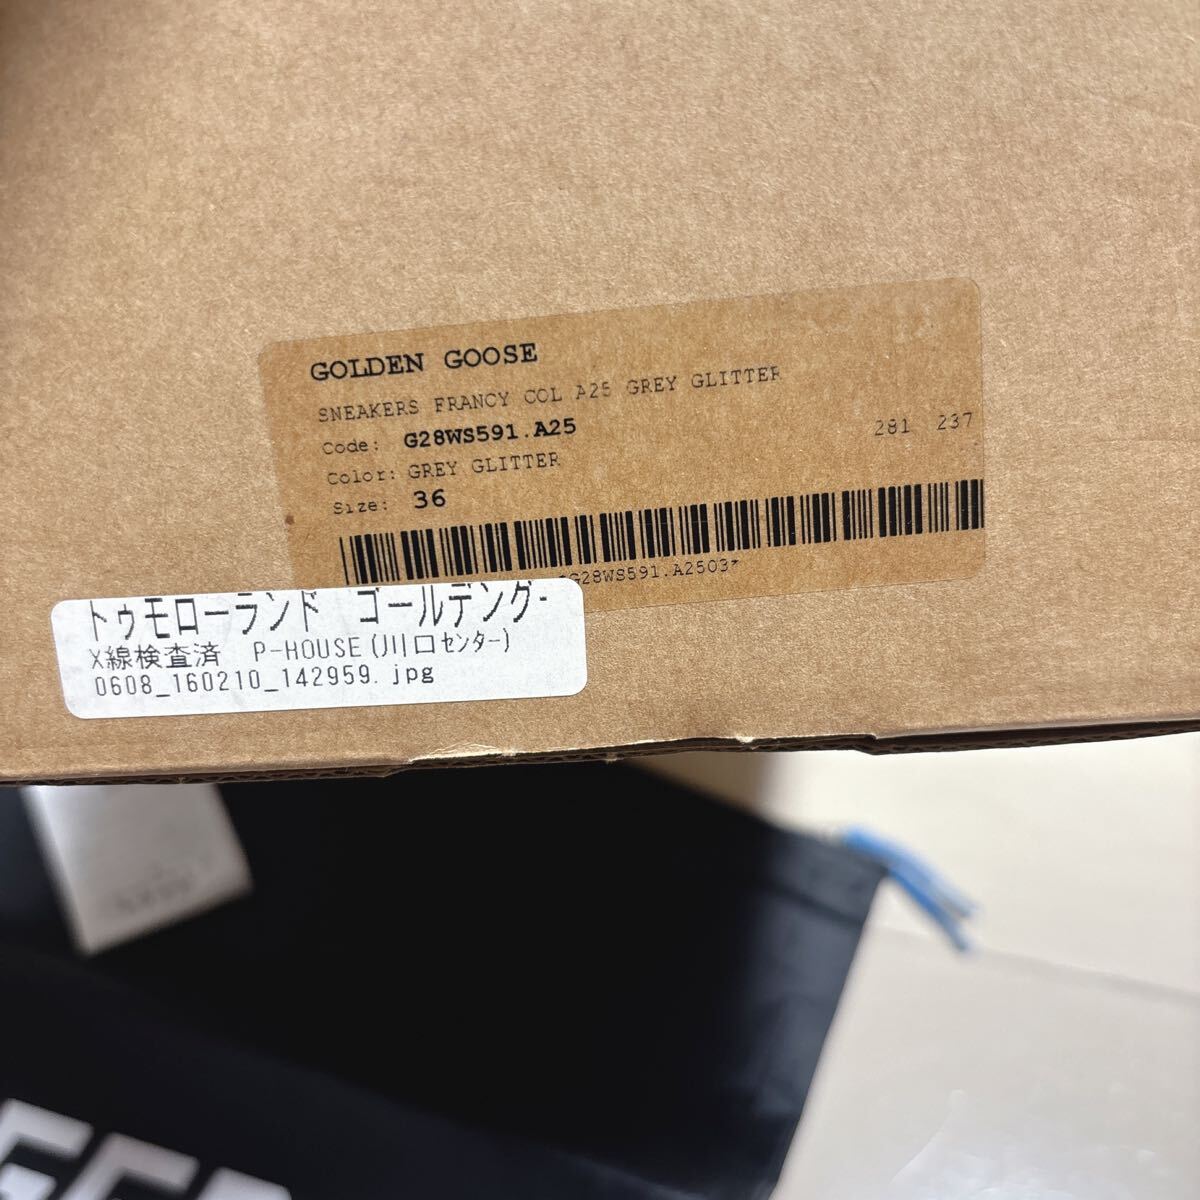 GOLDEN GOOSE
SNEAKERS FRANCY COL A25 GREY GLITTER
Code: G28WS591.A25 281 237
Color: GREY GLITTER
Size: 36
G28WS591.A2503*
トゥモローランド ゴールデング-
X線検査済 P-HOUSE(川口センター)
0608_160210_142959.jpg